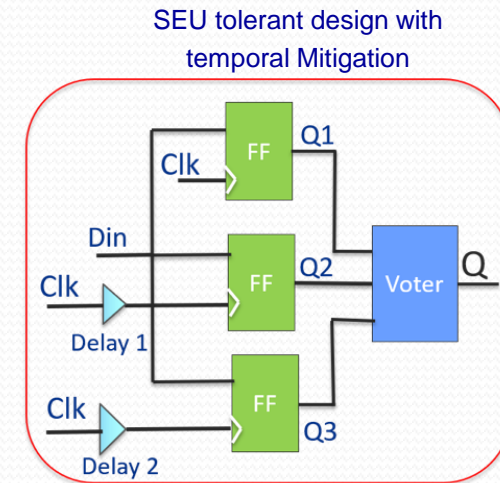 SEU tolerant design with
temporal Mitigation
FF
Q1
Clk
Din
FF
Q2
Voter
Q
Clk
Delay 1
FF
Clk
Q3
Delay 2